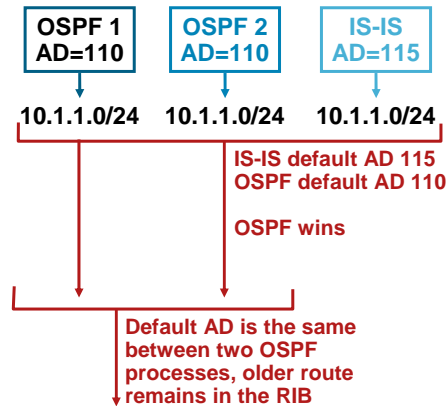 OSPF 1
AD=110
OSPF 2
AD=110
IS-IS
AD=115
10.1.1.0/24
10.1.1.0/24
10.1.1.0/24
IS-IS default AD 115
OSPF default AD 110
OSPF wins
Default AD is the same
between two OSPF
processes, older route
remains in the RIB